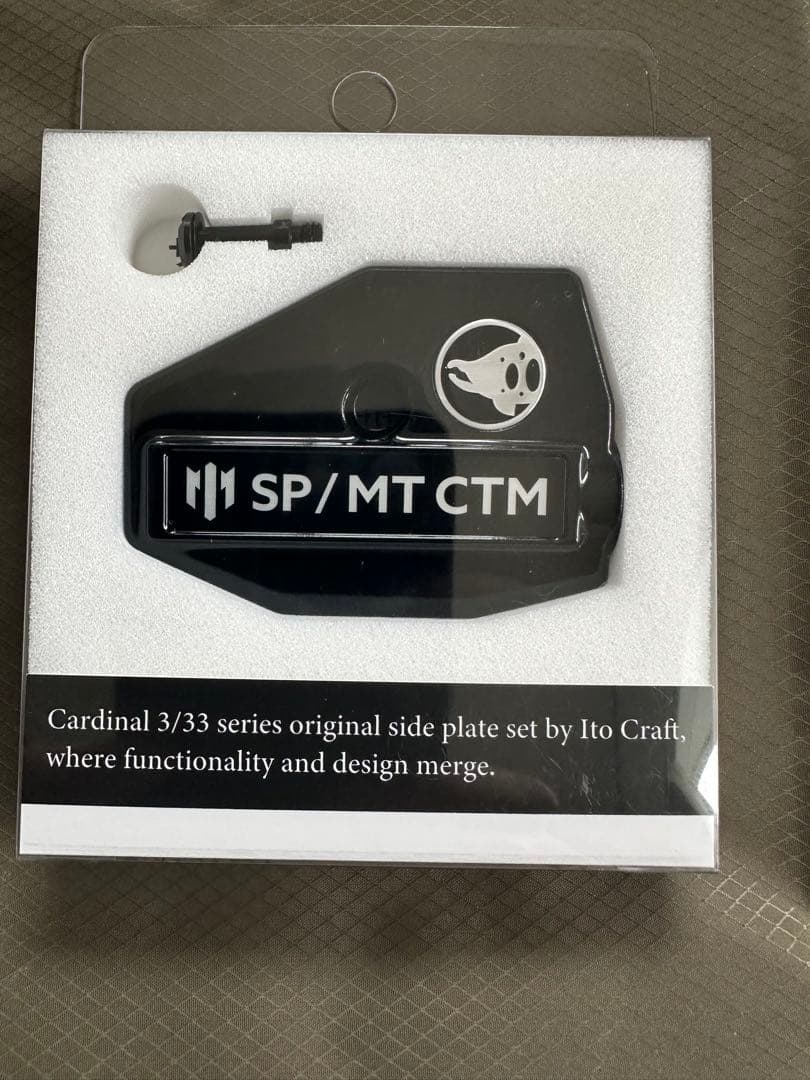 SP/MT CTM
Cardinal 3/33 series original side plate set by Ito Craft,
where functionality and design merge.